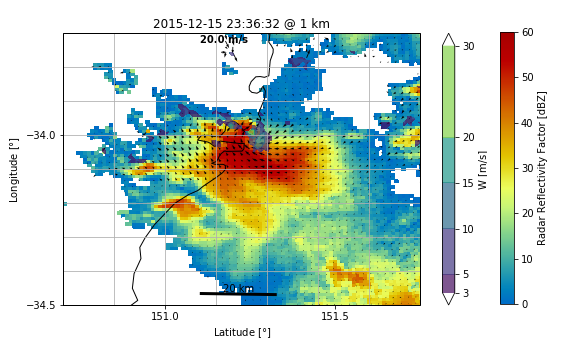 2015-12-15 23:36:32 @ 1 km
20.0 m/s
−34.0
−34.5
Longitude [°]
20 km
151.0
151.5
Latitude [°]
30
20
15
10
5
3
W [m/s]
60
50
40
30
20
10
0
Radar Reflectivity Factor [dBZ]